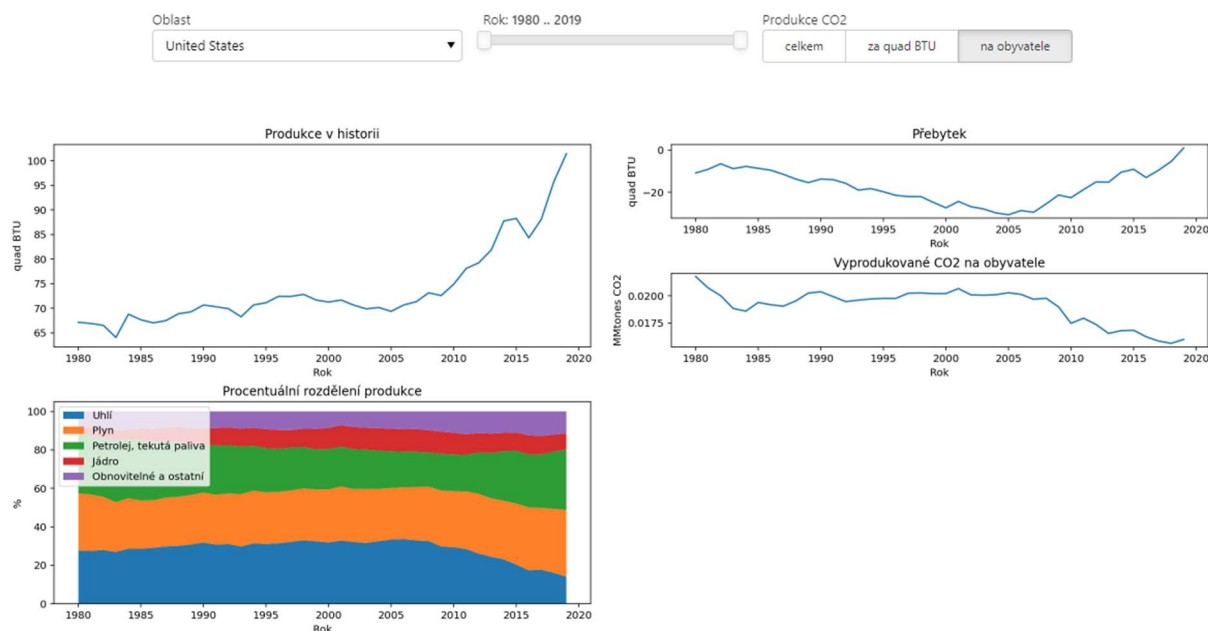 Oblast
United States
Rok: 1980 .. 2019
Produkce CO2
celkem za quad BTU na obyvatele
Produkce v historii
quad BTU
100
95
90
85
80
75
70
65
1980 1985 1990 1995 2000 2005 2010 2015 2020
Rok
Přebytek
quad BTU
0
−20
1980 1985 1990 1995 2000 2005 2010 2015 2020
Rok
Vyprodukované CO2 na obyvatele
MMtones CO2
0.0200
0.0175
1980 1985 1990 1995 2000 2005 2010 2015 2020
Rok
Procentuální rozdělení produkce
%
100
80
60
40
20
0
Uhlí
Plyn
Petrolej, tekutá paliva
Jádro
Obnovitelné a ostatní
1980 1985 1990 1995 2000 2005 2010 2015 2020
Rok